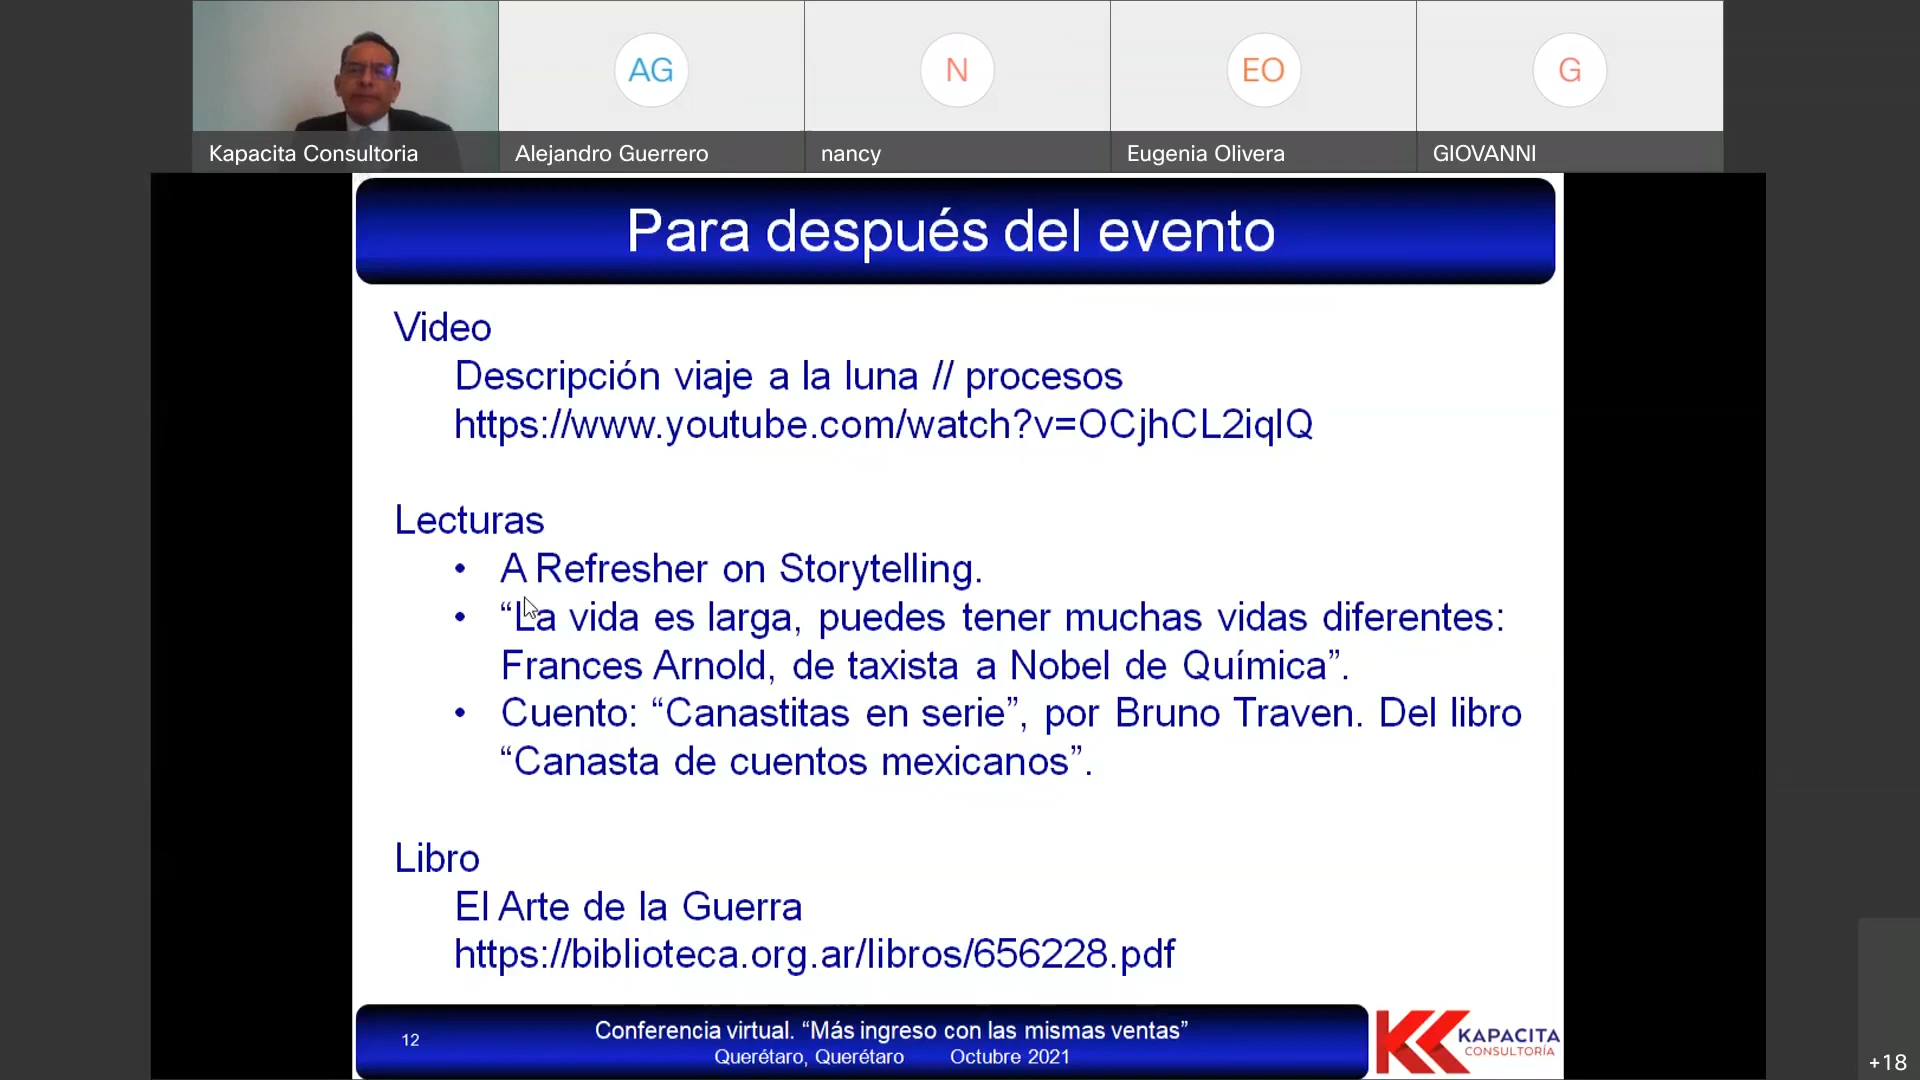 AG
N
EO
G
Kapacita Consultoria
Alejandro Guerrero
nancy
Eugenia Olivera
GIOVANNI
Para después del evento
Video
Descripción viaje a la luna // procesos
https://www.youtube.com/watch?v=OCjhCL2iqlQ
Lecturas
• A Refresher on Storytelling.
• “La vida es larga, puedes tener muchas vidas diferentes:
Frances Arnold, de taxista a Nobel de Química”.
• Cuento: “Canastitas en serie”, por Bruno Traven. Del libro
“Canasta de cuentos mexicanos”.
Libro
El Arte de la Guerra
https://biblioteca.org.ar/libros/656228.pdf
12
Conferencia virtual. “Más ingreso con las mismas ventas”
Querétaro, Querétaro Octubre 2021
KAPACITA
CONSULTORÍA
+18